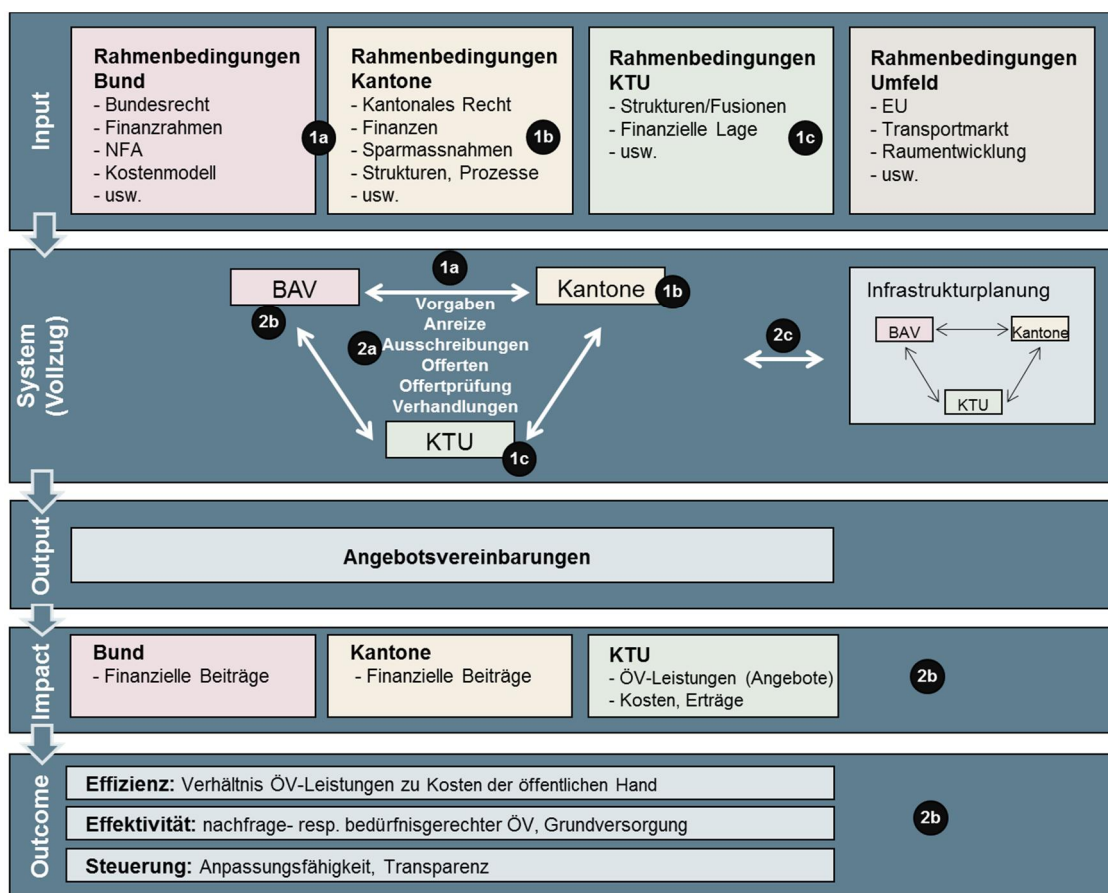 Input
Rahmenbedingungen
Bund
- Bundesrecht
- Finanzrahmen
- NFA
- Kostenmodell
- usw.
1a
Rahmenbedingungen
Kantone
- Kantonales Recht
- Finanzen
- Sparmassnahmen
- Strukturen, Prozesse
- usw.
1b
Rahmenbedingungen
KTU
- Strukturen/Fusionen
- Finanzielle Lage
- usw.
1c
Rahmenbedingungen
Umfeld
- EU
- Transportmarkt
- Raumentwicklung
- usw.
System
(Vollzug)
BAV
2b
1a
Kantone
1b
Vorgaben
Anreize
2a
Ausschreibungen
Offerten
Offertprüfung
Verhandlungen
KTU
1c
2c
Infrastrukturplanung
BAV
Kantone
KTU
Output
Angebotsvereinbarungen
Impact
Bund
- Finanzielle Beiträge
Kantone
- Finanzielle Beiträge
KTU
- ÖV-Leistungen (Angebote)
- Kosten, Erträge
2b
Outcome
Effizienz: Verhältnis ÖV-Leistungen zu Kosten der öffentlichen Hand
Effektivität: nachfrage- resp. bedürfnisgerechter ÖV, Grundversorgung
Steuerung: Anpassungsfähigkeit, Transparenz
2b